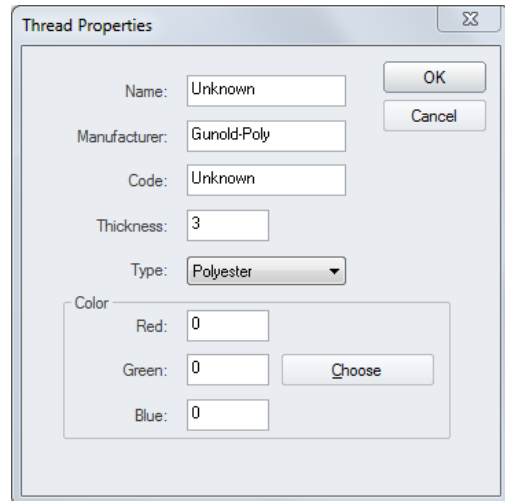 Thread Properties
OK
Name: Unknown
Cancel
Manufacturer: Gunold-Poly
Code: Unknown
Thickness: 3
Type: Polyester
Color
Red: 0
Green: 0 Choose
Blue: 0